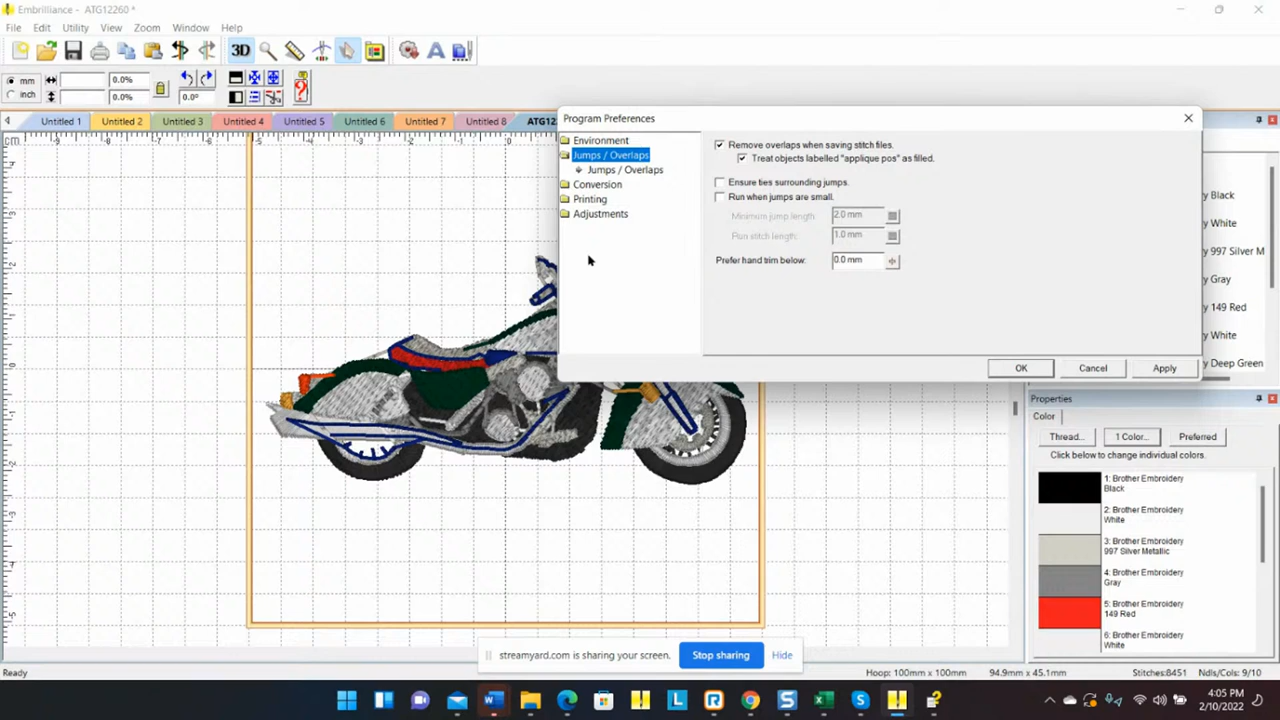 Embrilliance - ATG12260 *
File Edit Utility View Zoom Window Help
3D A
mm 0.0%
inch 0.0% 0.0°
Untitled 1 Untitled 2 Untitled 3 Untitled 4 Untitled 5 Untitled 6 Untitled 7 Untitled 8 ATG12
cm
Program Preferences
Environment
Jumps / Overlaps
Jumps / Overlaps
Conversion
Printing
Adjustments
Remove overlaps when saving stitch files.
Treat objects labelled "applique pos" as filled.
Ensure ties surrounding jumps.
Run when jumps are small.
Minimum jump length: 2.0 mm
Run stitch length: 1.0 mm
Prefer hand trim below: 0.0 mm
OK Cancel Apply
y Black
y White
y 997 Silver M
y Gray
y 149 Red
y White
y Deep Green
Properties
Color
Thread... 1 Color... Preferred
Click below to change individual colors.
1: Brother Embroidery
Black
2: Brother Embroidery
White
3: Brother Embroidery
997 Silver Metallic
4: Brother Embroidery
Gray
5: Brother Embroidery
149 Red
6: Brother Embroidery
White
streamyard.com is sharing your screen. Stop sharing Hide
Ready Hoop: 100mm x 100mm 94.9mm x 45.1mm Stitches:8451 Ndls/Cols: 9/10
4:05 PM
2/10/2022